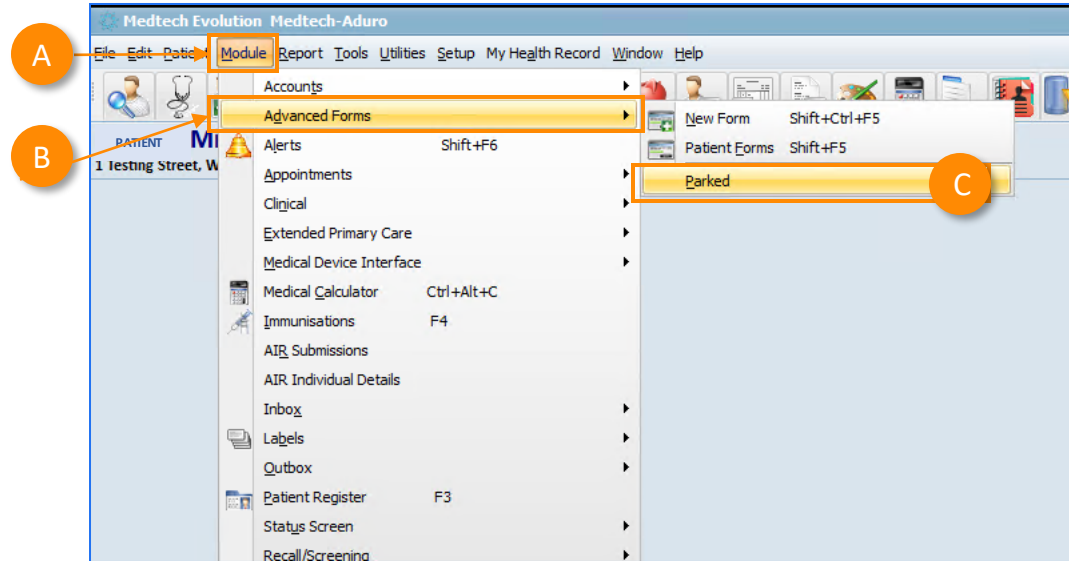 Medtech Evolution Medtech-Aduro
A
File Edit Patient Module Report Tools Utilities Setup My Health Record Window Help
Accounts
Advanced Forms
New Form Shift+Ctrl+F5
B
PATIENT
Alerts Shift+F6
Patient Forms Shift+F5
1 Testing Street, W
Appointments
Parked
C
Clinical
Extended Primary Care
Medical Device Interface
Medical Calculator Ctrl+Alt+C
Immunisations F4
AIR Submissions
AIR Individual Details
Inbox
Labels
Outbox
Patient Register F3
Status Screen
Recall/Screening